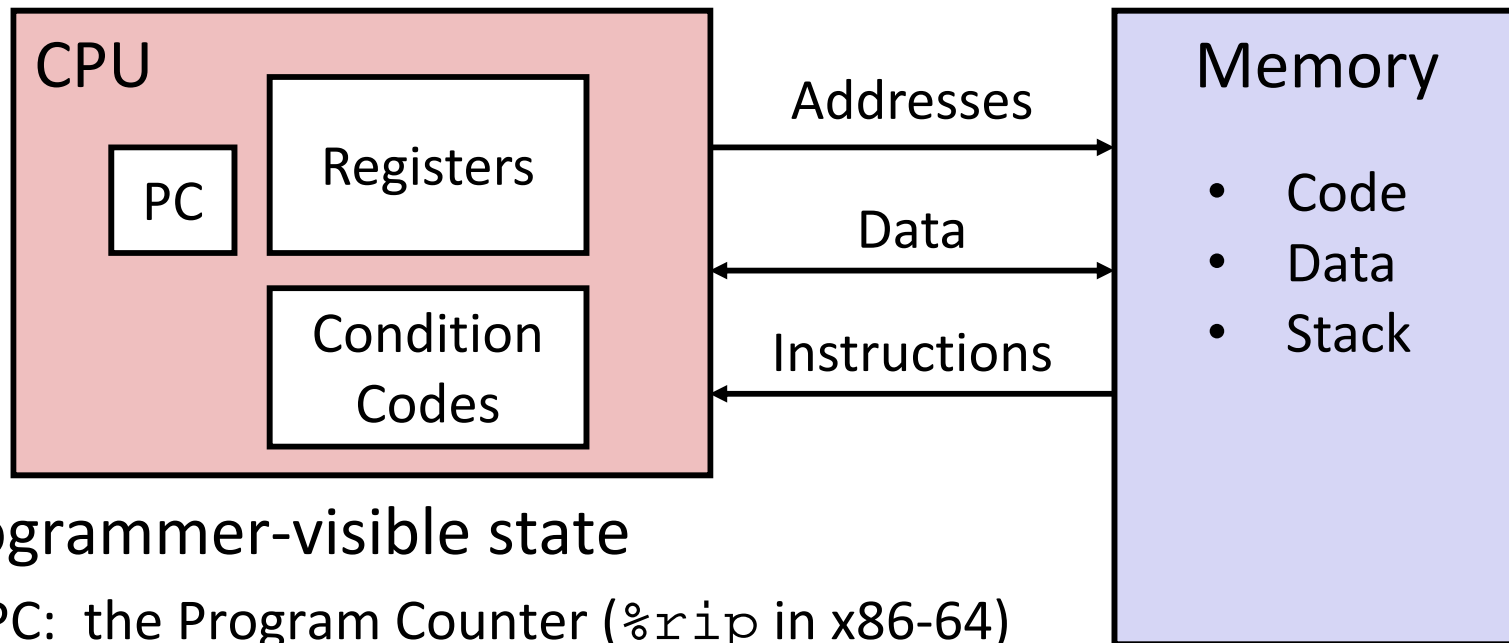 CPU
PC
Registers
Condition
Codes
Addresses
Data
Instructions
Memory
• Code
• Data
• Stack
ogrammer-visible state
PC: the Program Counter (%rip in x86-64)